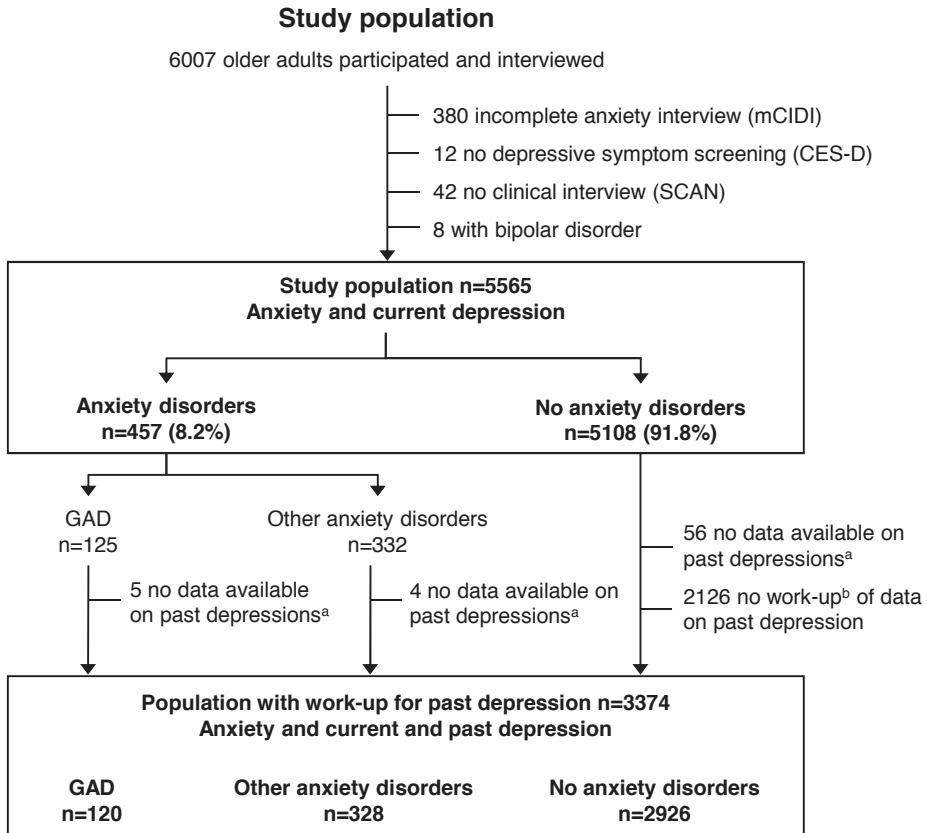 Study population
6007 older adults participated and interviewed
380 incomplete anxiety interview (mCIDI)
12 no depressive symptom screening (CES-D)
42 no clinical interview (SCAN)
8 with bipolar disorder
Study population n=5565
Anxiety and current depression
Anxiety disorders
n=457 (8.2%)
No anxiety disorders
n=5108 (91.8%)
GAD
n=125
Other anxiety disorders
n=332
5 no data available
on past depressionsᵃ
4 no data available on
past depressionsᵃ
56 no data available on
past depressionsᵃ
2126 no work-upᵇ of data
on past depression
Population with work-up for past depression n=3374
Anxiety and current and past depression
GAD
n=120
Other anxiety disorders
n=328
No anxiety disorders
n=2926